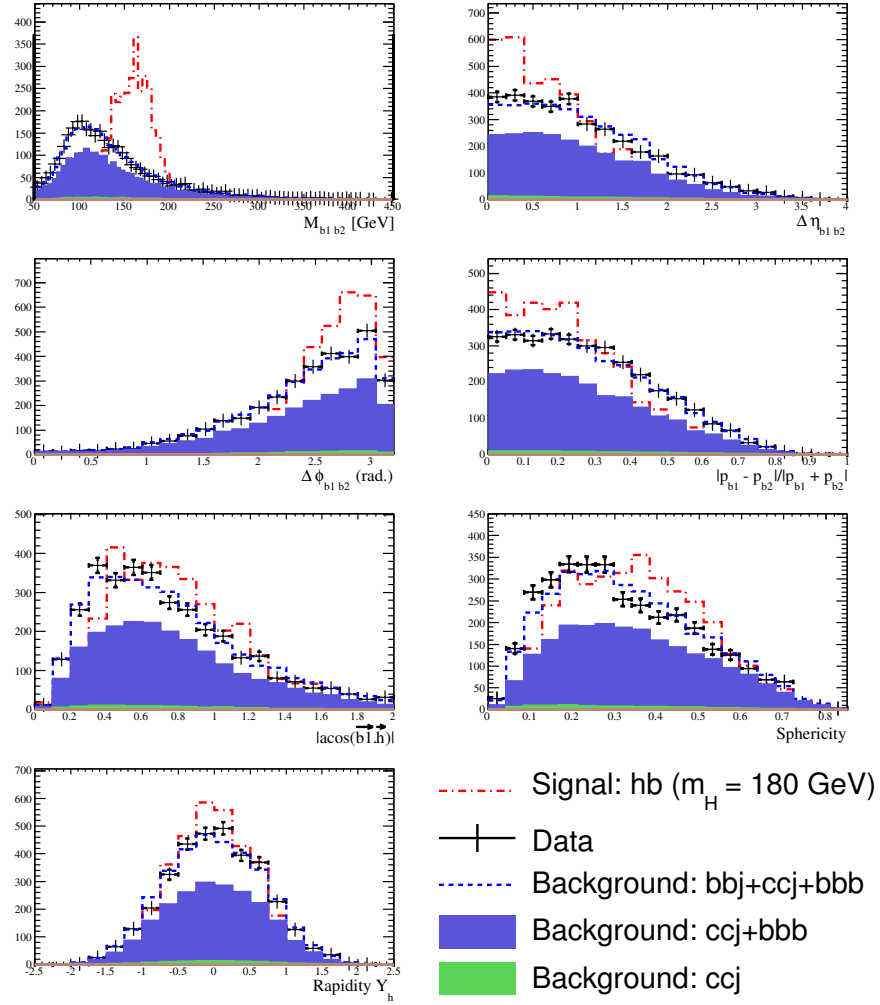 400
350
300
250
200
150
100
50
0
50 100 150 200 250 300 350 400 450
M_b1 b2 [GeV]
700
600
500
400
300
200
100
0
0 0.5 1 1.5 2 2.5 3 3.5 4
Δη_b1 b2
700
600
500
400
300
200
100
0
0 0.5 1 1.5 2 2.5 3
Δϕ_b1 b2 (rad.)
500
400
300
200
100
0
0 0.1 0.2 0.3 0.4 0.5 0.6 0.7 0.8 0.9 1
|p_b1 - p_b2|/|p_b1 + p_b2|
500
400
300
200
100
0
0 0.2 0.4 0.6 0.8 1 1.2 1.4 1.6 1.8 2
|acos(b1.h)|
450
400
350
300
250
200
150
100
50
0
0 0.1 0.2 0.3 0.4 0.5 0.6 0.7 0.8
Sphericity
700
600
500
400
300
200
100
0
-2.5 -2 -1.5 -1 -0.5 0 0.5 1 1.5 2 2.5
Rapidity Y_h
Signal: hb (m_H = 180 GeV)
Data
Background: bbj+ccj+bbb
Background: ccj+bbb
Background: ccj